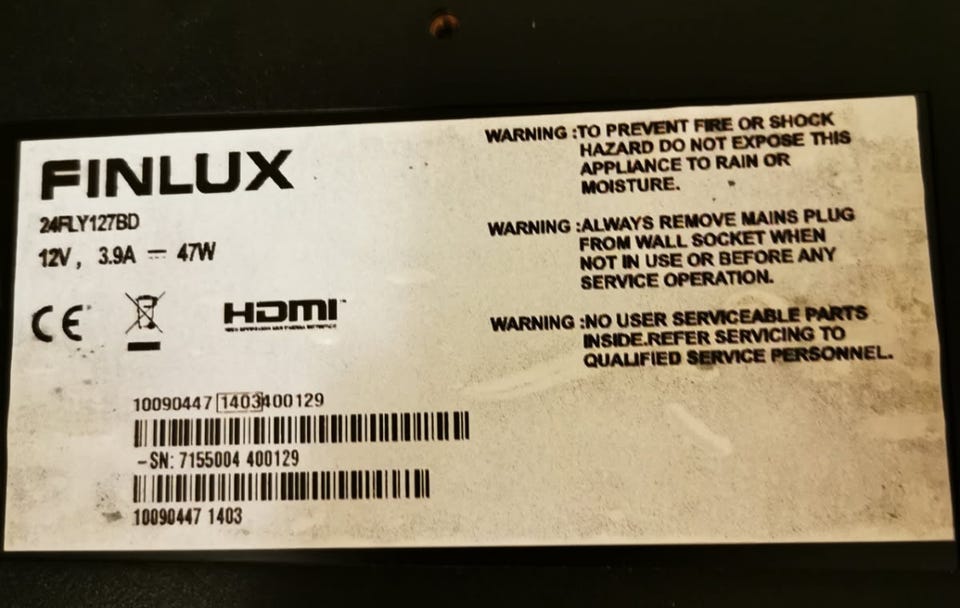 FINLUX
24FLY127BD
12V, 3.9A ⎓ 47W
CE
HDMI
10090447 1403400129
-SN: 7155004 400129
10090447 1403
WARNING :TO PREVENT FIRE OR SHOCK
HAZARD DO NOT EXPOSE THIS
APPLIANCE TO RAIN OR
MOISTURE.
WARNING :ALWAYS REMOVE MAINS PLUG
FROM WALL SOCKET WHEN
NOT IN USE OR BEFORE ANY
SERVICE OPERATION.
WARNING :NO USER SERVICEABLE PARTS
INSIDE.REFER SERVICING TO
QUALIFIED SERVICE PERSONNEL.